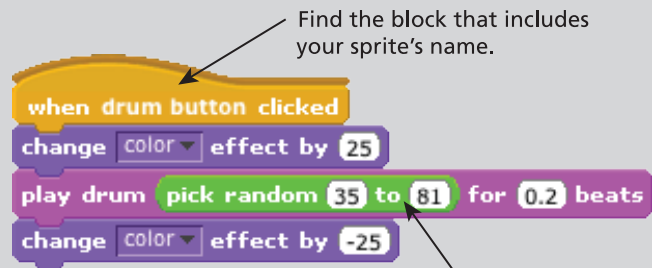 Find the block that includes
your sprite's name.
when drum button clicked
change color effect by 25
play drum pick random 35 to 81 for 0.2 beats
change color effect by -25